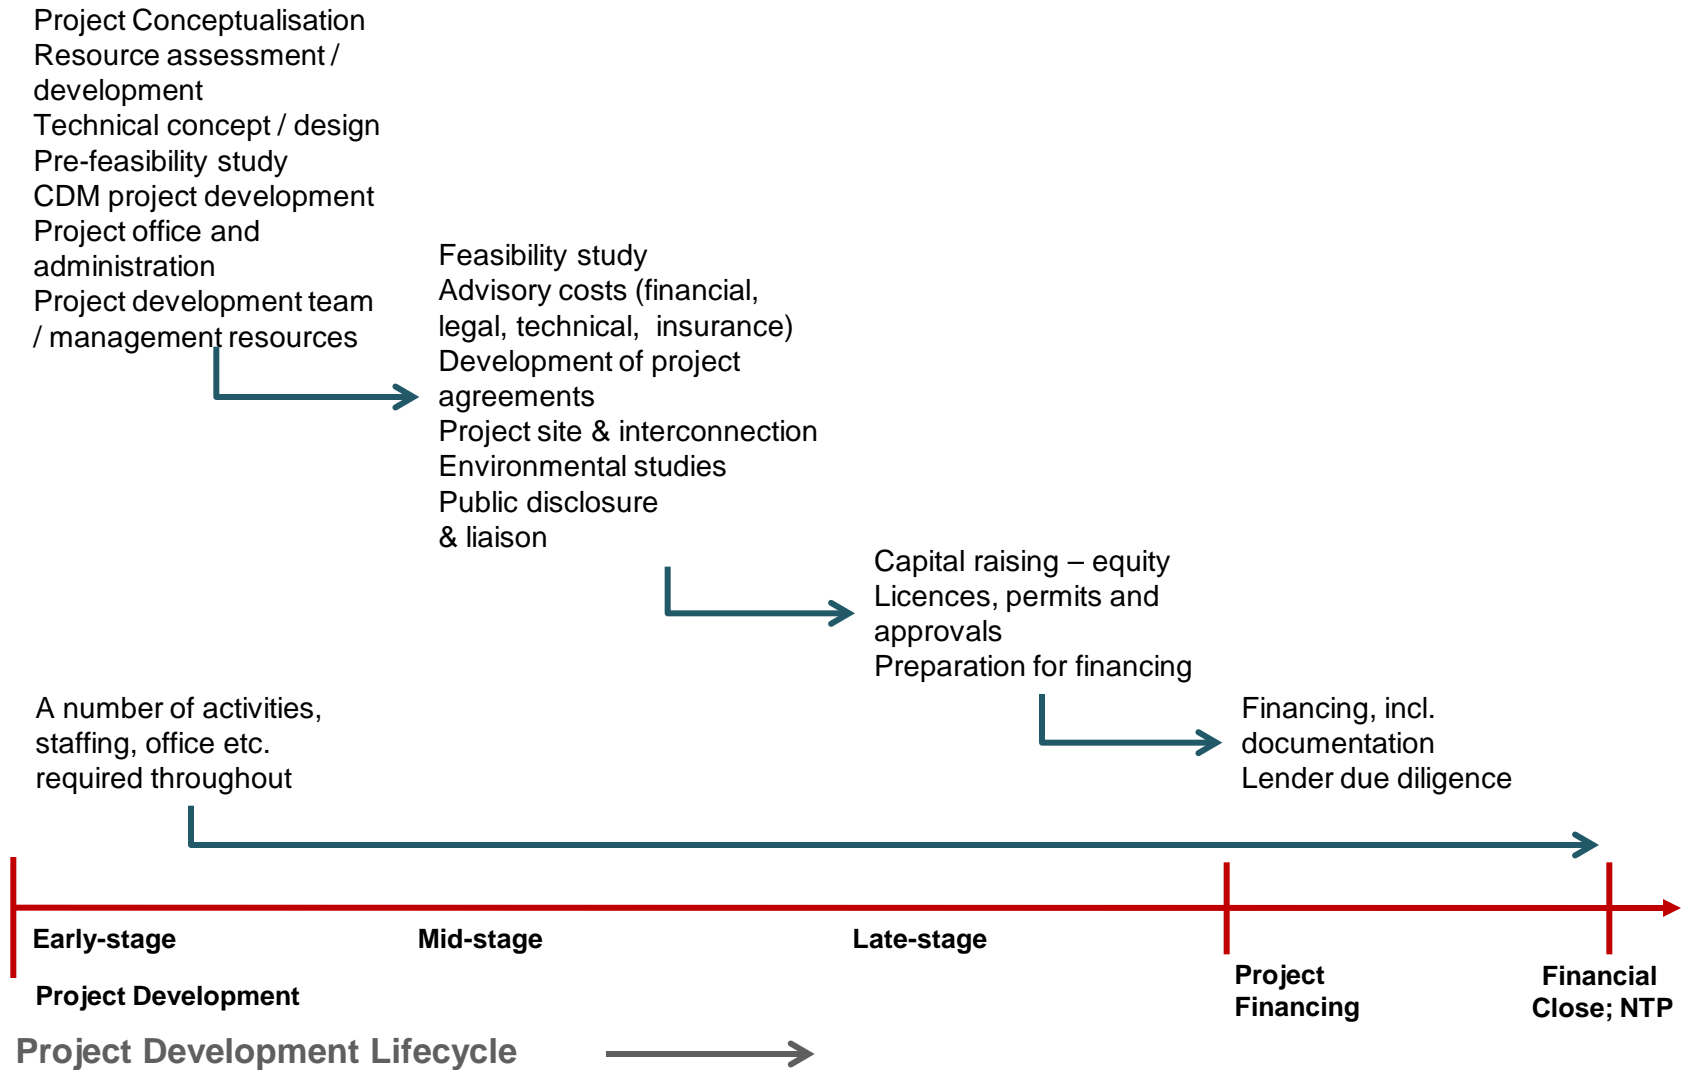 Project Conceptualisation
Resource assessment /
development
Technical concept / design
Pre-feasibility study
CDM project development
Project office and
administration
Project development team
/ management resources
Feasibility study
Advisory costs (financial,
legal, technical, insurance)
Development of project
agreements
Project site & interconnection
Environmental studies
Public disclosure
& liaison
Capital raising – equity
Licences, permits and
approvals
Preparation for financing
Financing, incl.
documentation
Lender due diligence
A number of activities,
staffing, office etc.
required throughout
Early-stage
Mid-stage
Late-stage
Project Development
Project
Financing
Financial
Close; NTP
Project Development Lifecycle